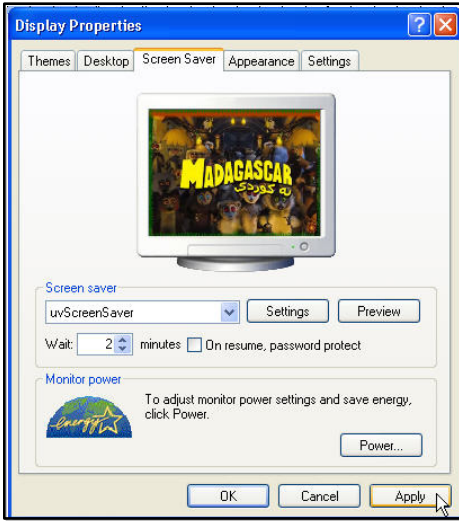 Display Properties
Themes Desktop Screen Saver Appearance Settings
MADAGASCAR
بە کوردی
Screen saver
uvScreenSaver Settings Preview
Wait: 2 minutes On resume, password protect
Monitor power
energy
To adjust monitor power settings and save energy,
click Power.
Power...
OK Cancel Apply